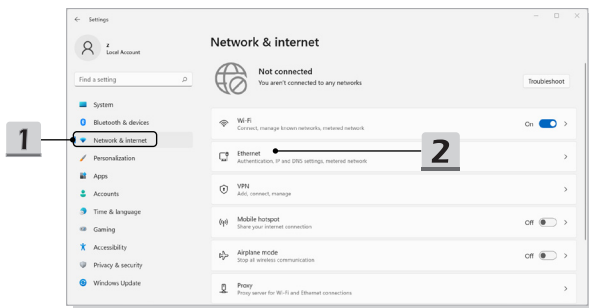 Settings
z
Local Account
Find a setting
System
Bluetooth & devices
Network & internet
Personalization
Apps
Accounts
Time & language
Gaming
Accessibility
Privacy & security
Windows Update
Network & internet
Not connected
You aren't connected to any networks
Troubleshoot
Wi-Fi
Connect, manage known networks, metered network
On
Ethernet
Authentication, IP and DNS settings, metered network
VPN
Add, connect, manage
Mobile hotspot
Share your internet connection
Off
Airplane mode
Stop all wireless communication
Off
Proxy
Proxy server for Wi-Fi and Ethernet connections
1
2